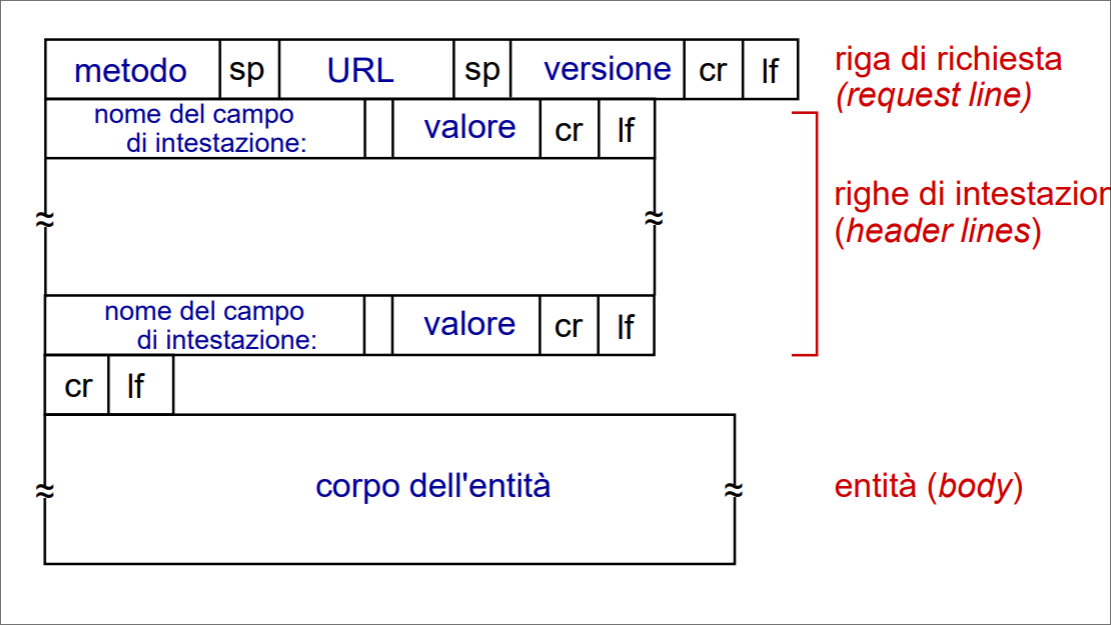 metodo sp URL sp versione cr lf
riga di richiesta
(request line)
nome del campo
di intestazione:
valore cr lf
righe di intestazion
(header lines)
≈ ≈
nome del campo
di intestazione:
valore cr lf
cr lf
≈ ≈
corpo dell'entità
entità (body)